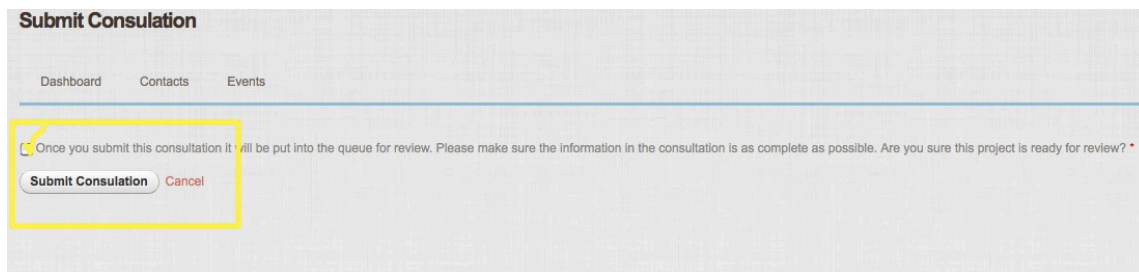 Submit Consulation
Dashboard Contacts Events
Once you submit this consultation it will be put into the queue for review. Please make sure the information in the consultation is as complete as possible. Are you sure this project is ready for review? *
Submit Consulation Cancel